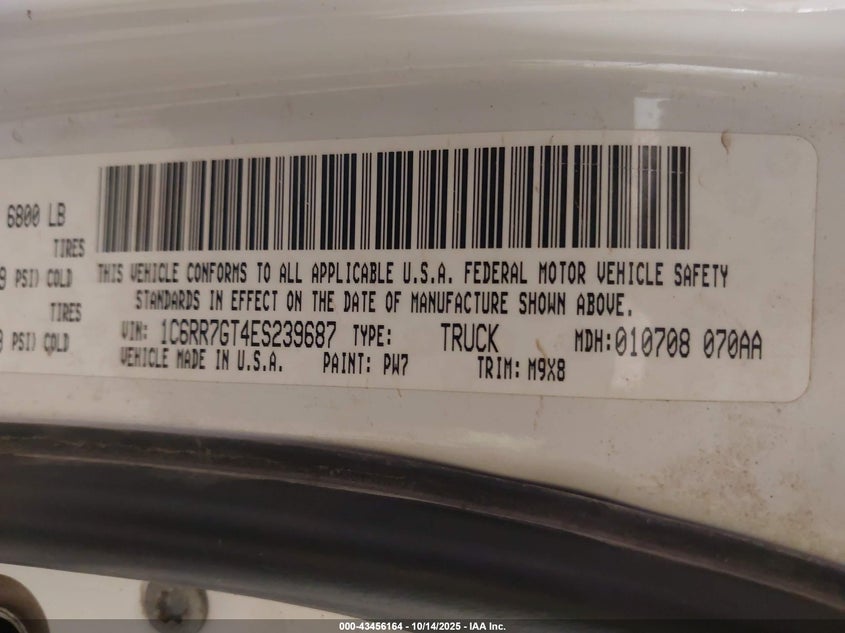 6800 LB
TIRES
PSI) COLD
TIRES
PSI) COLD
THIS VEHICLE CONFORMS TO ALL APPLICABLE U.S.A. FEDERAL MOTOR VEHICLE SAFETY
STANDARDS IN EFFECT ON THE DATE OF MANUFACTURE SHOWN ABOVE.
VIN: 1C6RR7GT4ES239687 TYPE: TRUCK MDH: 010708 070AA
VEHICLE MADE IN U.S.A. PAINT: PW7 TRIM: M9X8
000-43456164 - 10/14/2025 - IAA Inc.